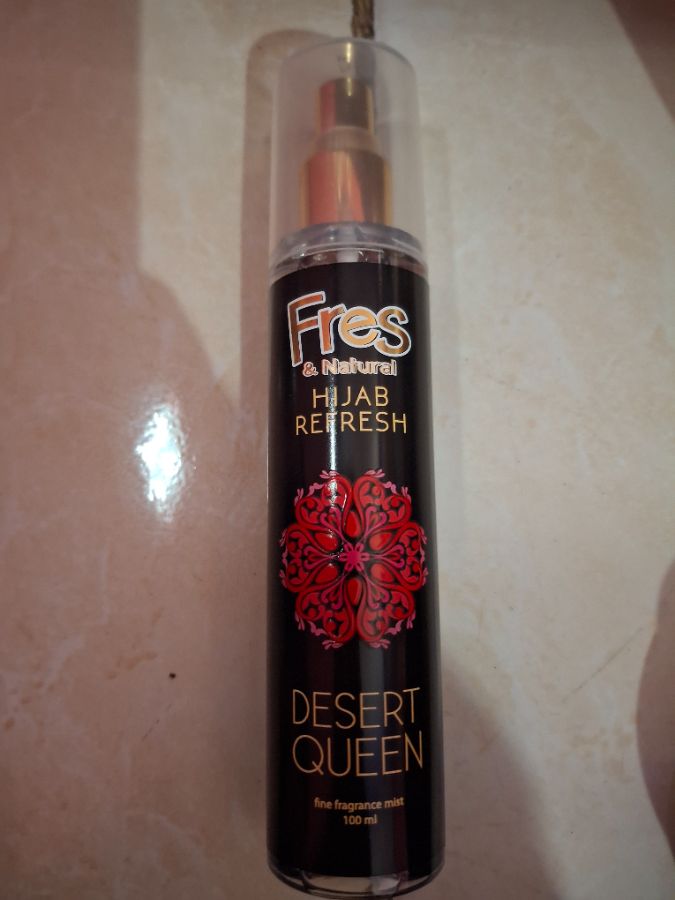 Fres
& Natural
HIJAB
REFRESH
DESERT
QUEEN
fine fragrance mist
100 ml